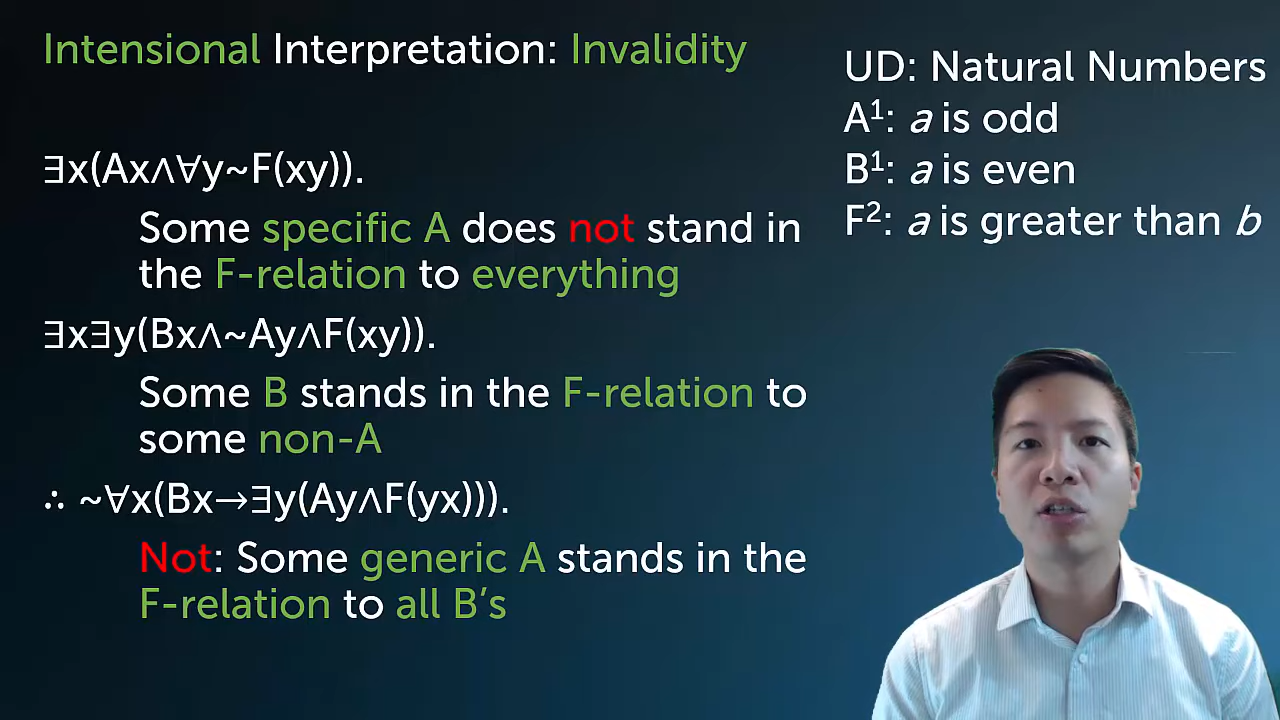 Intensional Interpretation: Invalidity
∃x(Ax∧∀y~F(xy)).
Some specific A does not stand in
the F-relation to everything
∃x∃y(Bx∧~Ay∧F(xy)).
Some B stands in the F-relation to
some non-A
∴ ~∀x(Bx→∃y(Ay∧F(yx))).
Not: Some generic A stands in the
F-relation to all B's
UD: Natural Numbers
A¹: a is odd
B¹: a is even
F²: a is greater than b